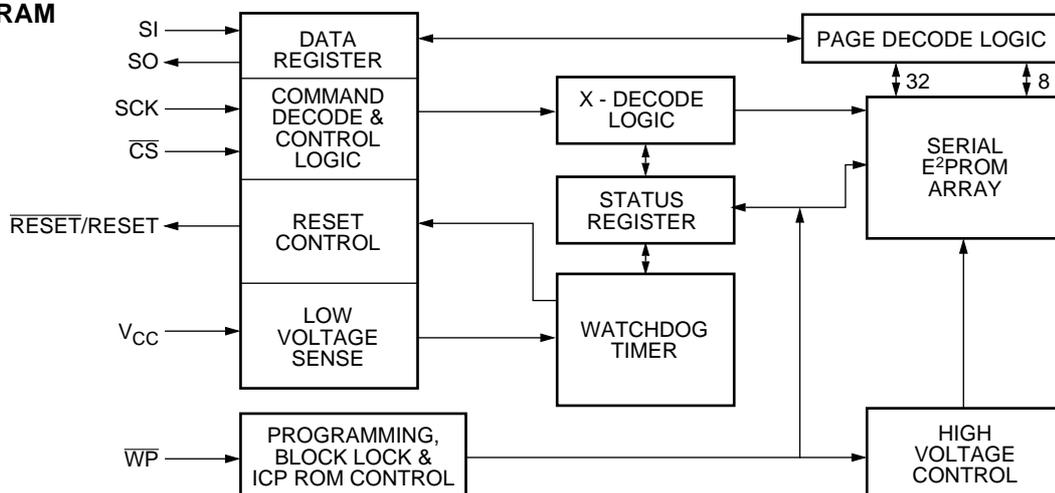 RAM
SI
SO
SCK
CS
RESET/RESET
VCC
WP
DATA
REGISTER
COMMAND
DECODE &
CONTROL
LOGIC
RESET
CONTROL
LOW
VOLTAGE
SENSE
PROGRAMMING,
BLOCK LOCK &
ICP ROM CONTROL
X - DECODE
LOGIC
STATUS
REGISTER
WATCHDOG
TIMER
PAGE DECODE LOGIC
32
8
SERIAL
E²PROM
ARRAY
HIGH
VOLTAGE
CONTROL